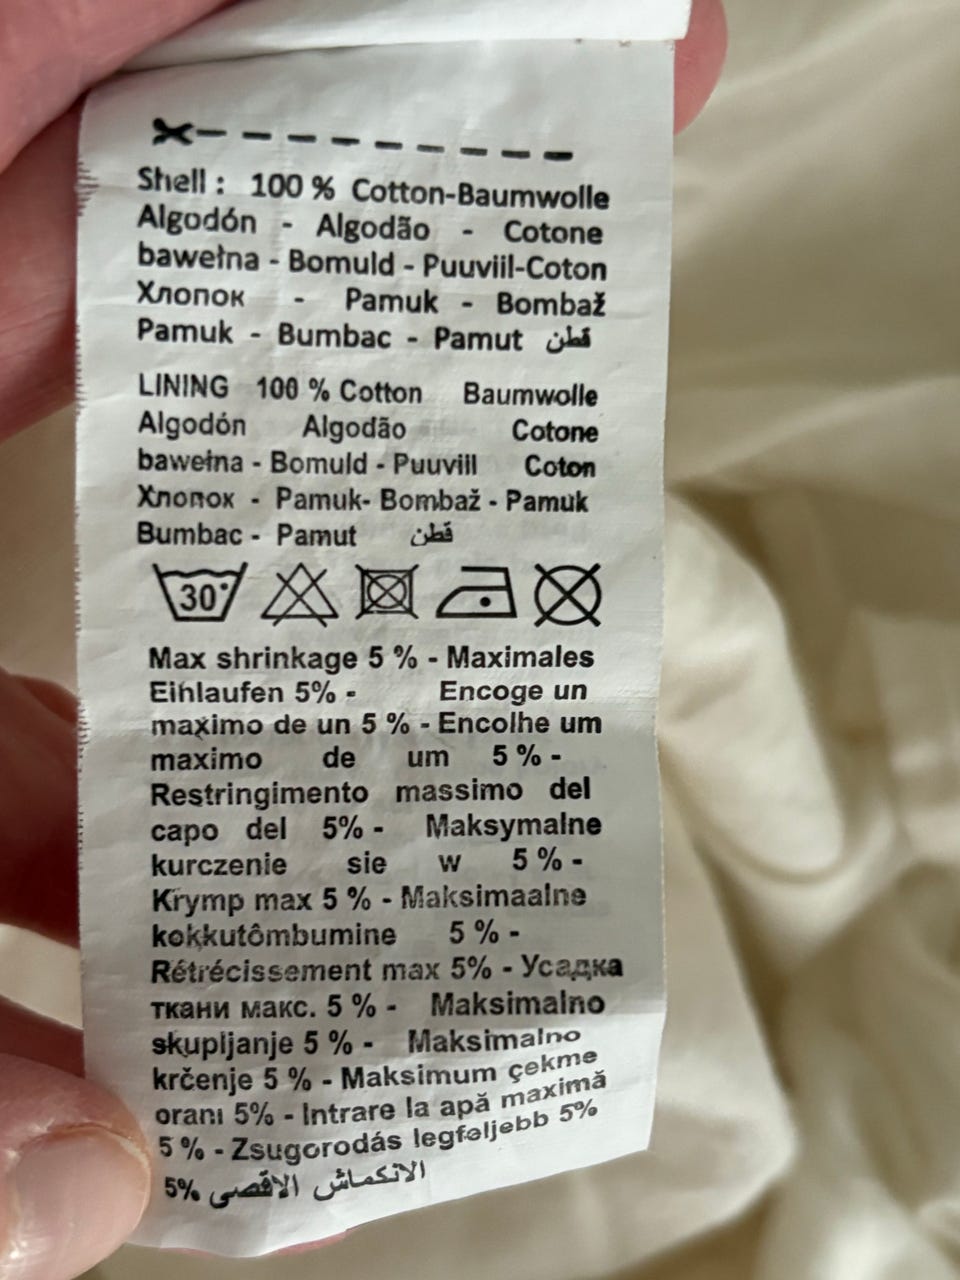 Shell : 100 % Cotton-Baumwolle
Algodón - Algodão - Cotone
bawełna - Bomuld - Puuviil-Coton
Хлопок - Pamuk - Bombaž
Pamuk - Bumbac - Pamut قطن
LINING 100 % Cotton Baumwolle
Algodón Algodão Cotone
bawełna - Bomuld - Puuvill Coton
Хлопок - Pamuk- Bombaž - Pamuk
Bumbac - Pamut قطن
30°
Max shrinkage 5 % - Maximales
Eihlaufen 5% - Encoge un
maximo de un 5 % - Encolhe um
maximo de um 5 % -
Restringimento massimo del
capo del 5% - Maksymalne
kurczenie sie w 5 % -
Krymp max 5 % - Maksimaalne
kokkutômbumine 5 % -
Rétrécissement max 5% - Усадка
ткани макс. 5 % - Maksimalno
skupljanje 5 % - Maksimalno
krčenje 5 % - Maksimum çekme
oranı 5% - Intrare la apă maximă
5 % - Zsugorodás legfeljebb 5%
الانكماش الاقصى 5%